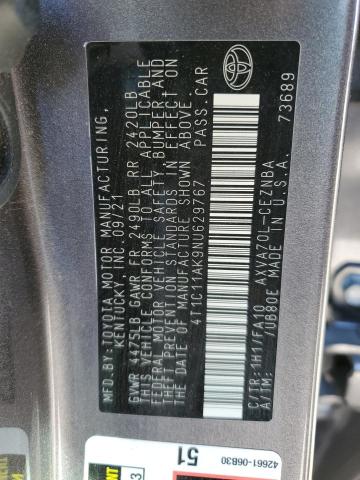 MFD. BY: TOYOTA MOTOR MANUFACTURING,
KENTUCKY, INC. 09/21
GVWR 4475LB GAWR FR 2490LB RR 2420LB
THIS VEHICLE CONFORMS TO ALL APPLICABLE
FEDERAL MOTOR VEHICLE SAFETY, BUMPER AND
THEFT PREVENTION STANDARDS IN EFFECT ON
THE DATE OF MANUFACTURE SHOWN ABOVE.
4T1C11AK9NU629767 PASS.CAR
C/TR:1H1/FA10 AXVA70L-CEZNBA
A/TM: /UB80E MADE IN U.S.A.
73689
42661-06B30
51